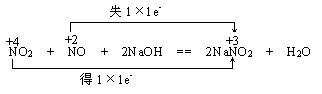 失1×1e⁻
+4 +2 +3
NO₂ + NO + 2NaOH == 2NaNO₂ + H₂O
得1×1e⁻